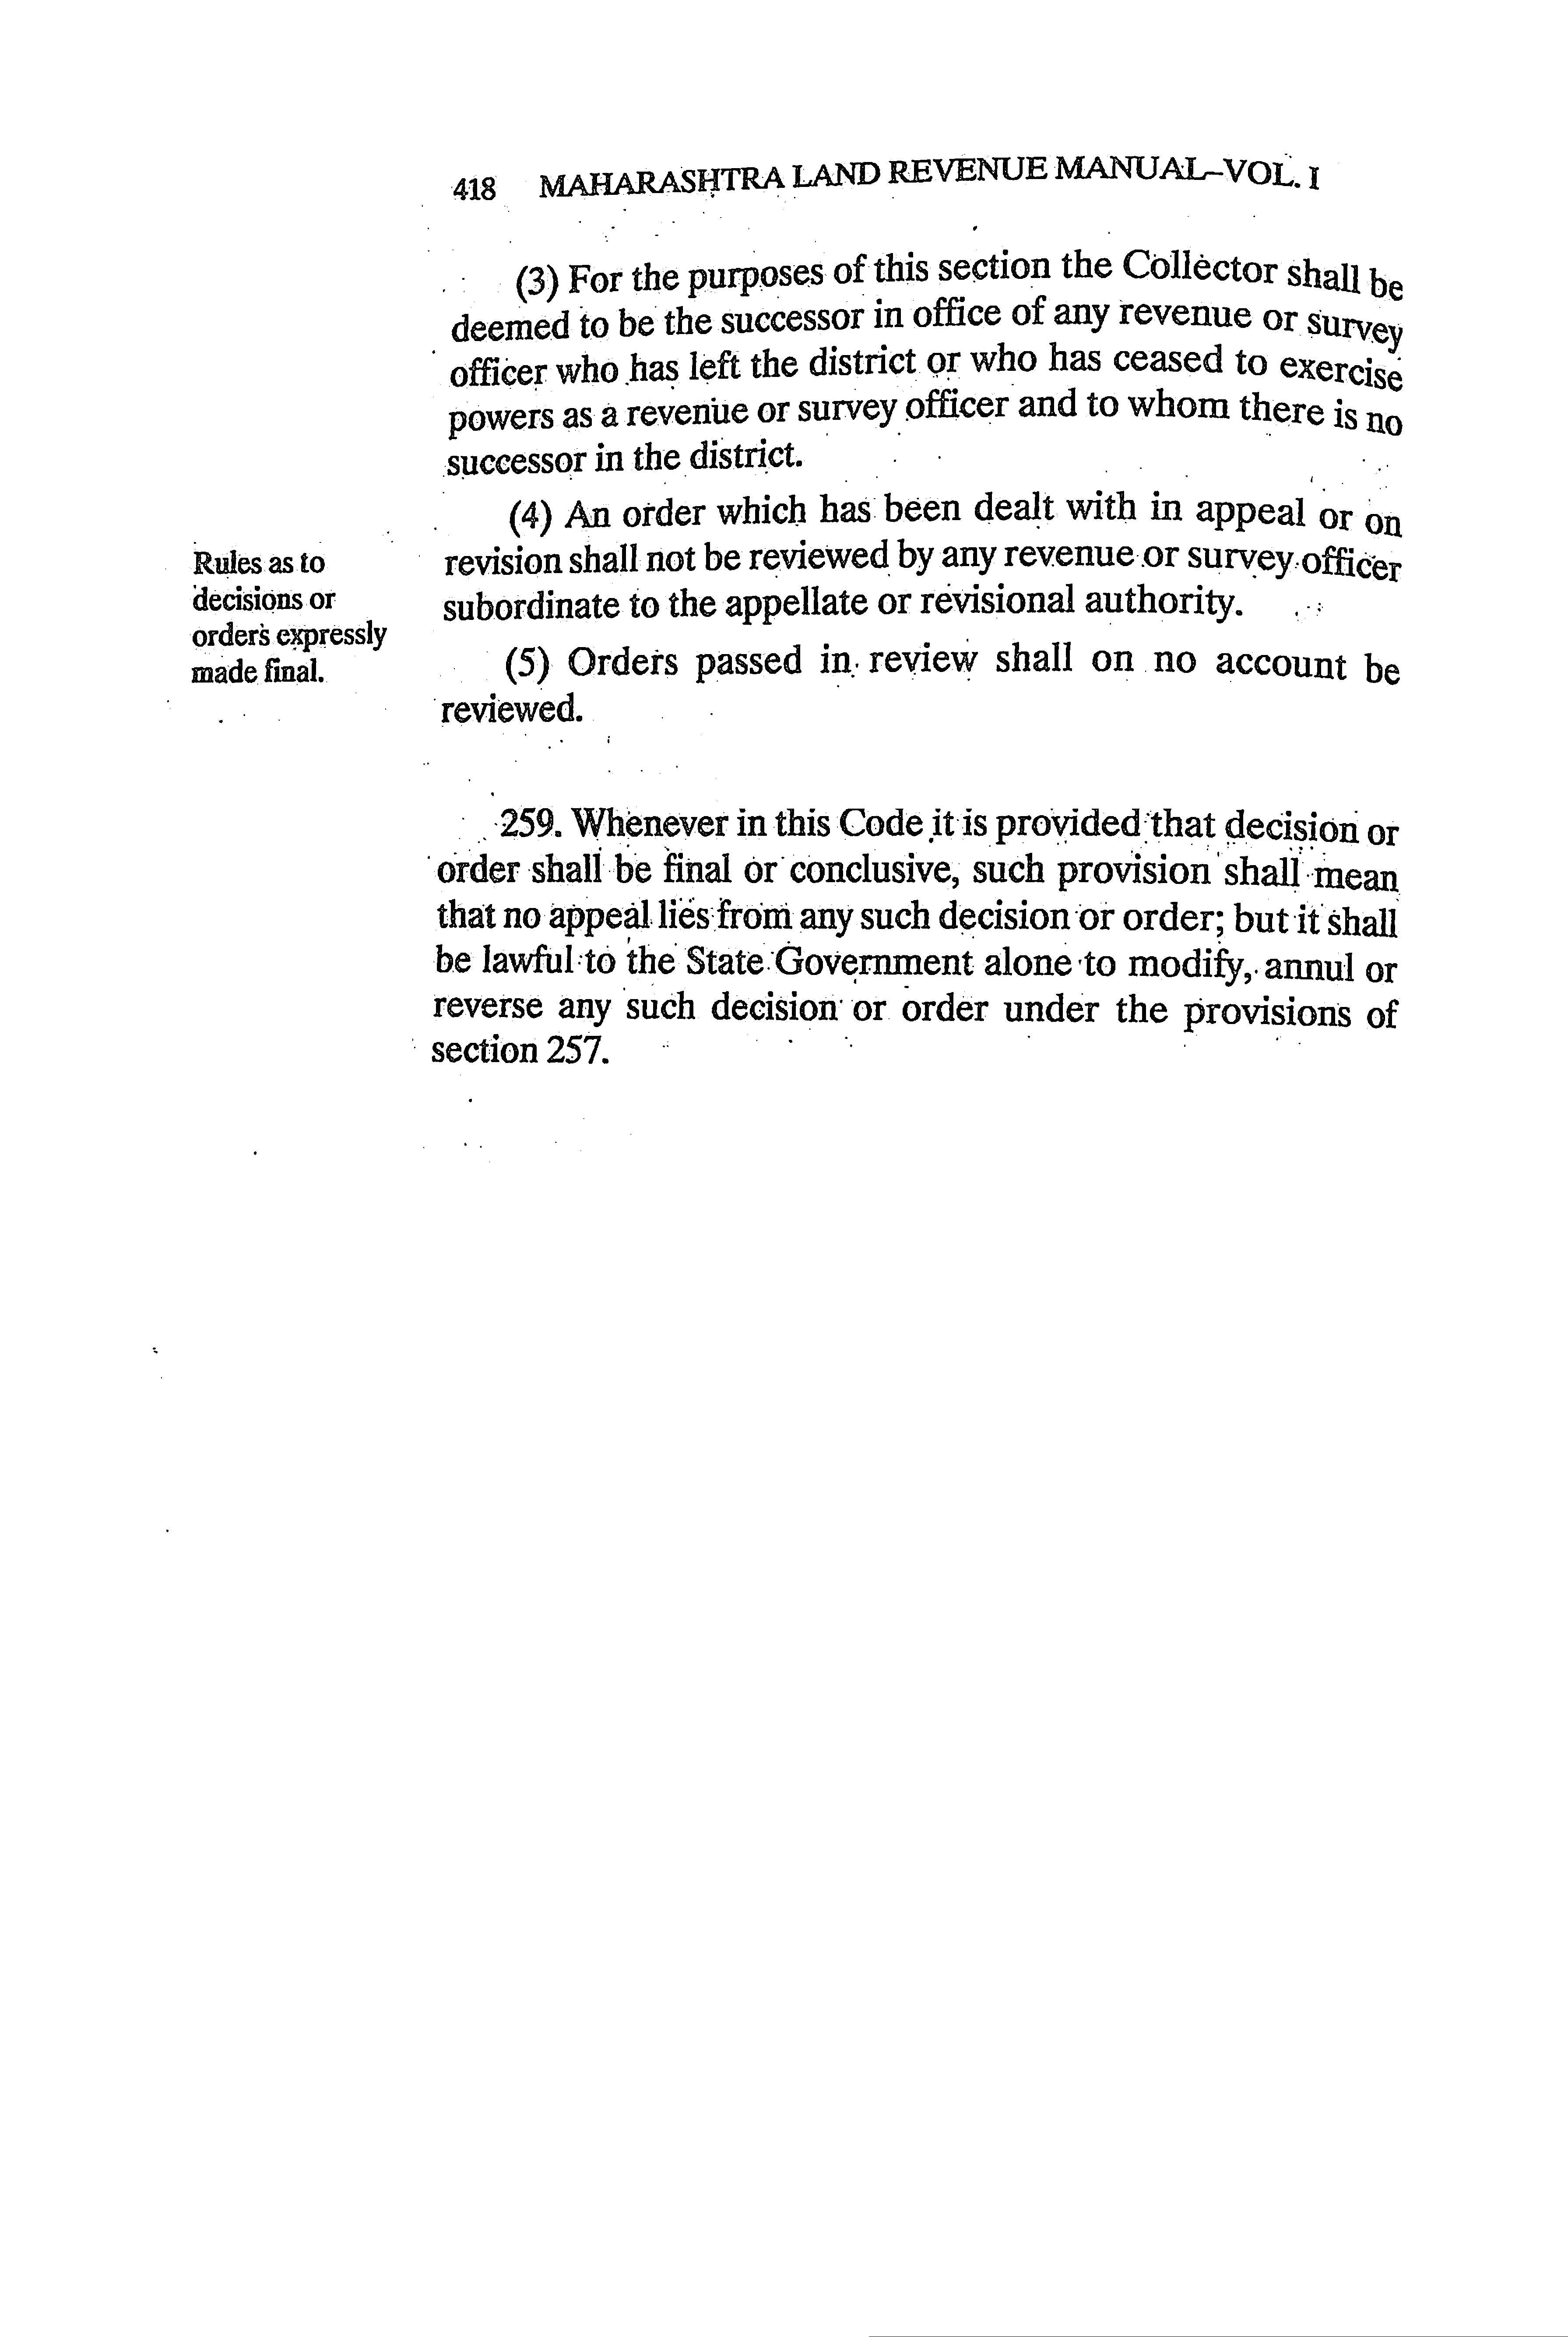 418 MAHARASHTRA LAND REVENUE MANUAL–VOL. I
(3) For the purposes of this section the Collector shall be
deemed to be the successor in office of any revenue or survey
officer who has left the district or who has ceased to exercise
powers as a revenue or survey officer and to whom there is no
successor in the district.
(4) An order which has been dealt with in appeal or on
revision shall not be reviewed by any revenue or survey officer
subordinate to the appellate or revisional authority.
(5) Orders passed in review shall on no account be
reviewed.
Rules as to
decisions or
orders expressly
made final.
259. Whenever in this Code it is provided that decision or
order shall be final or conclusive, such provision shall mean
that no appeal lies from any such decision or order; but it shall
be lawful to the State Government alone to modify, annul or
reverse any such decision or order under the provisions of
section 257.